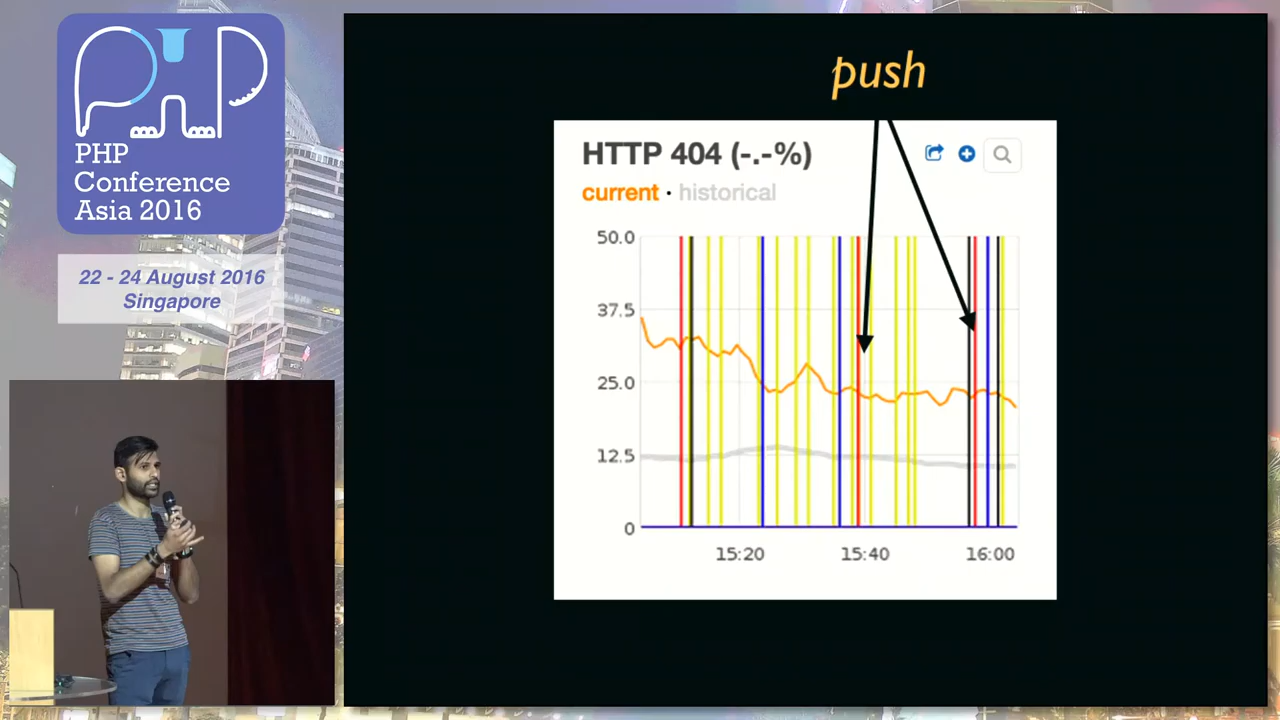 PHP
Conference
Asia 2016
22 - 24 August 2016
Singapore
push
HTTP 404 (-.-%)
current · historical
50.0
37.5
25.0
12.5
0
15:20
15:40
16:00